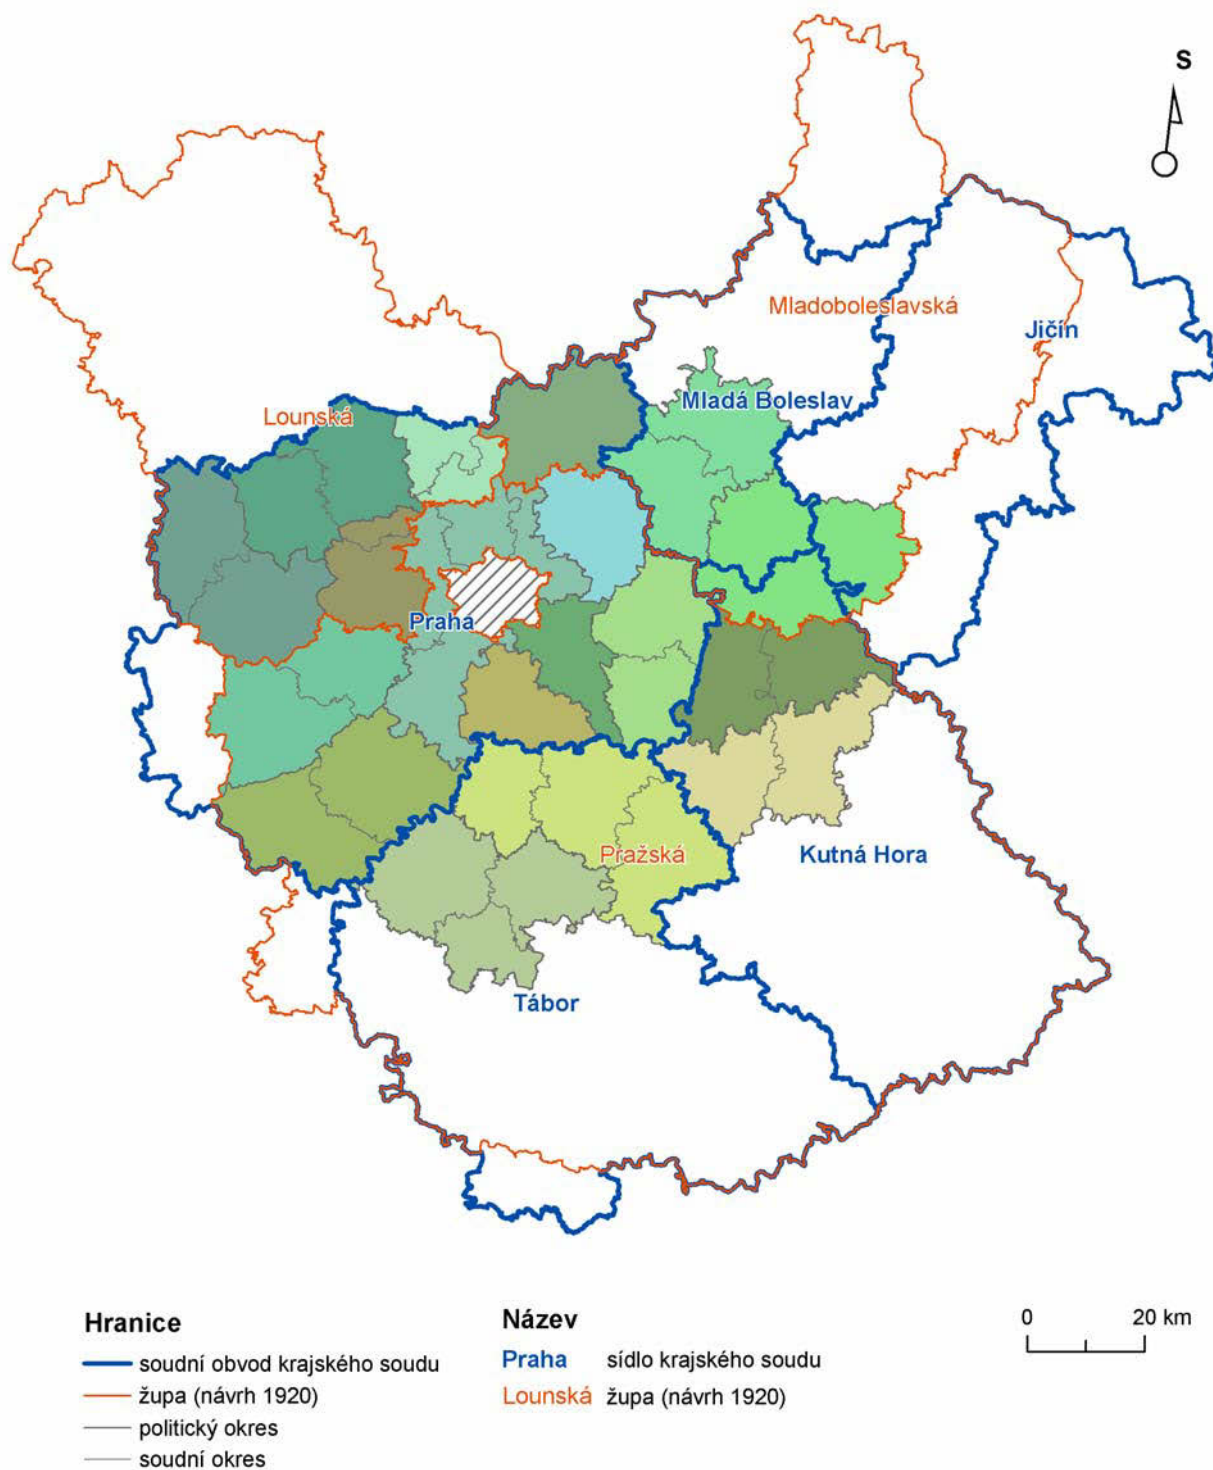 S
Mladoboleslavská
Jičín
Mladá Boleslav
Lounská
Praha
Pražská
Kutná Hora
Tábor
Hranice
soudní obvod krajského soudu
župa (návrh 1920)
politický okres
soudní okres
Název
Praha sídlo krajského soudu
Lounská župa (návrh 1920)
0 20 km